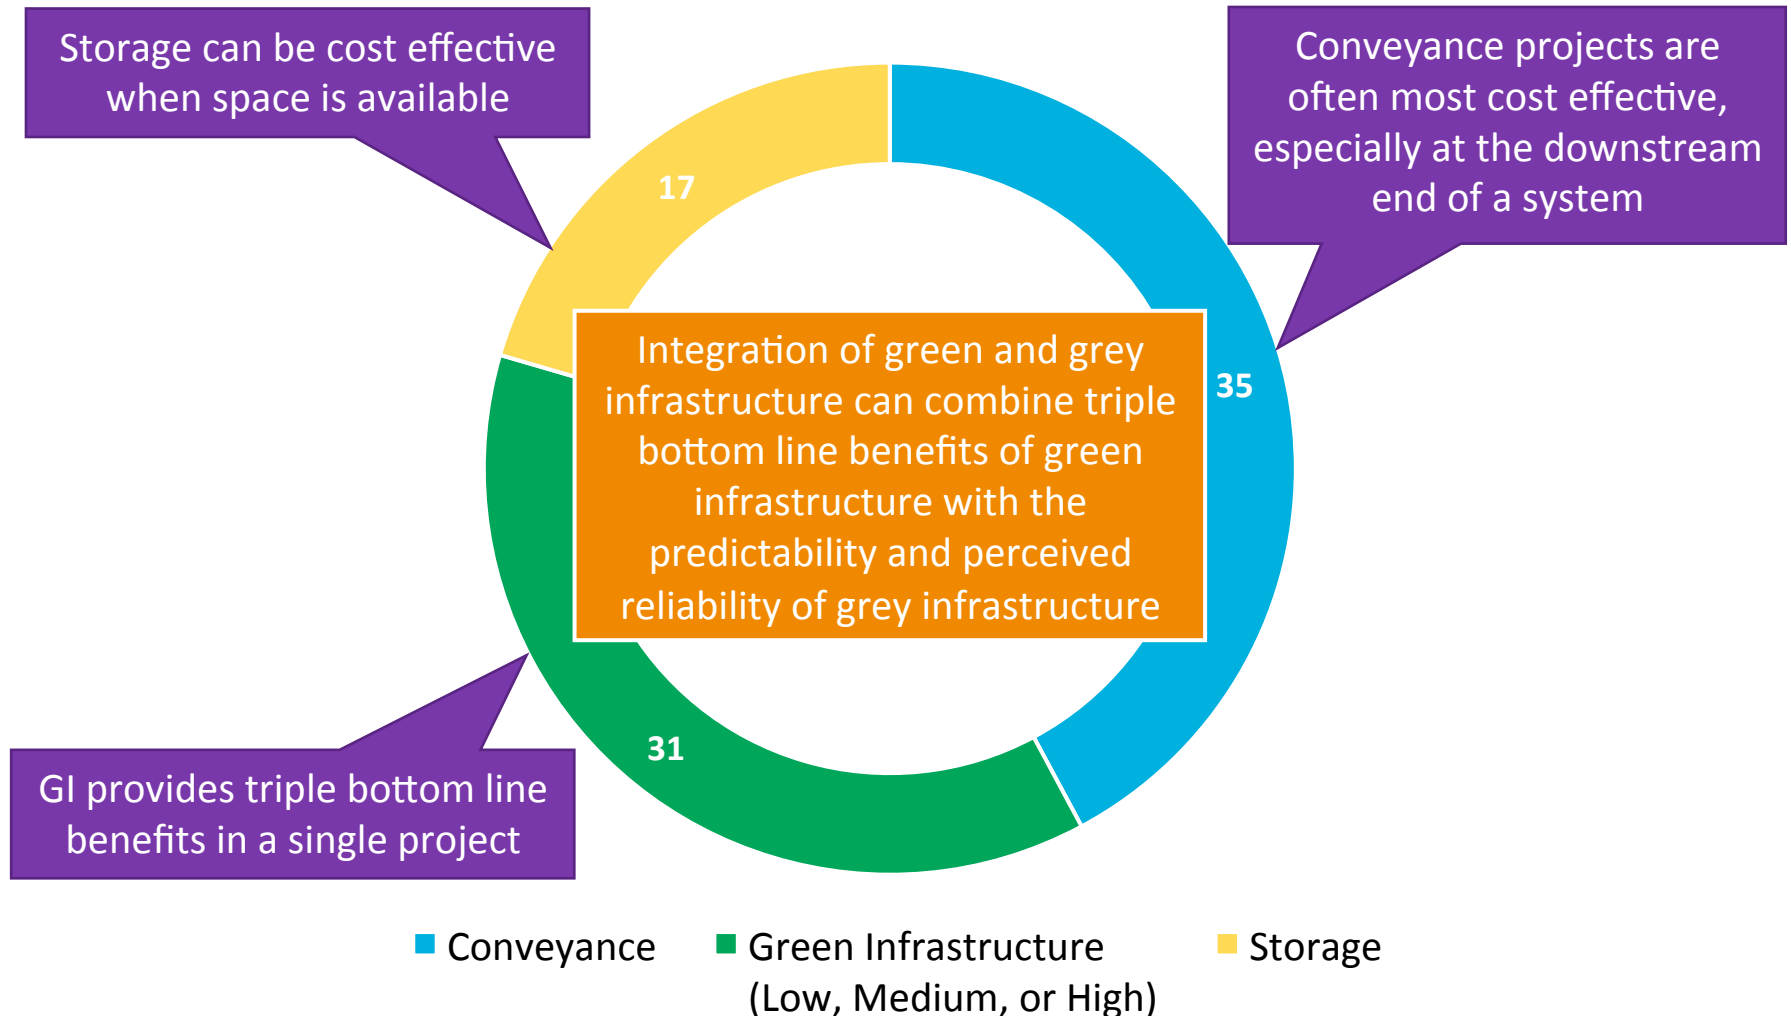 Storage can be cost effective
when space is available
Conveyance projects are
often most cost effective,
especially at the downstream
end of a system
17
35
Integration of green and grey
infrastructure can combine triple
bottom line benefits of green
infrastructure with the
predictability and perceived
reliability of grey infrastructure
31
GI provides triple bottom line
benefits in a single project
Conveyance
Green Infrastructure
(Low, Medium, or High)
Storage